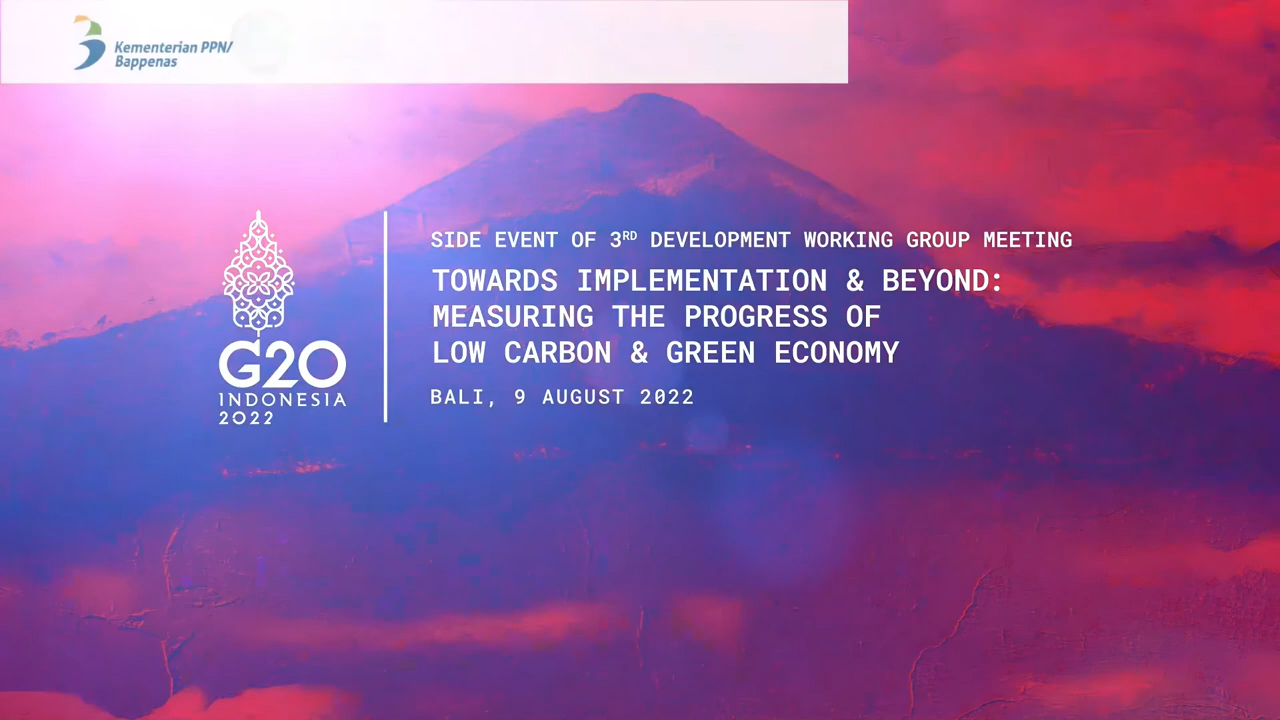 Kementerian PPN/
Bappenas
SIDE EVENT OF 3RD DEVELOPMENT WORKING GROUP MEETING
TOWARDS IMPLEMENTATION & BEYOND:
MEASURING THE PROGRESS OF
LOW CARBON & GREEN ECONOMY
BALI, 9 AUGUST 2022
G20
INDONESIA
2022